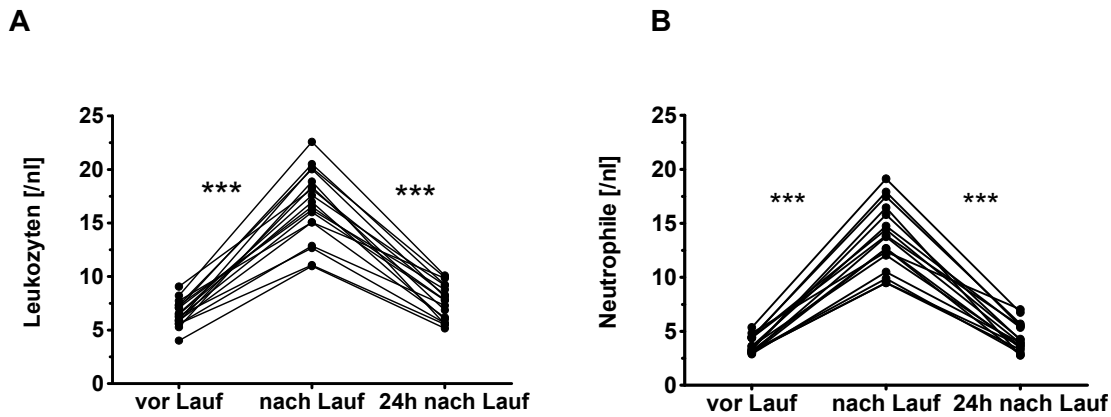 A
B
Leukozyten [/nl]
25
20
15
10
5
0
***
***
vor Lauf
nach Lauf
24h nach Lauf
Neutrophile [/nl]
25
20
15
10
5
0
***
***
vor Lauf
nach Lauf
24h nach Lauf